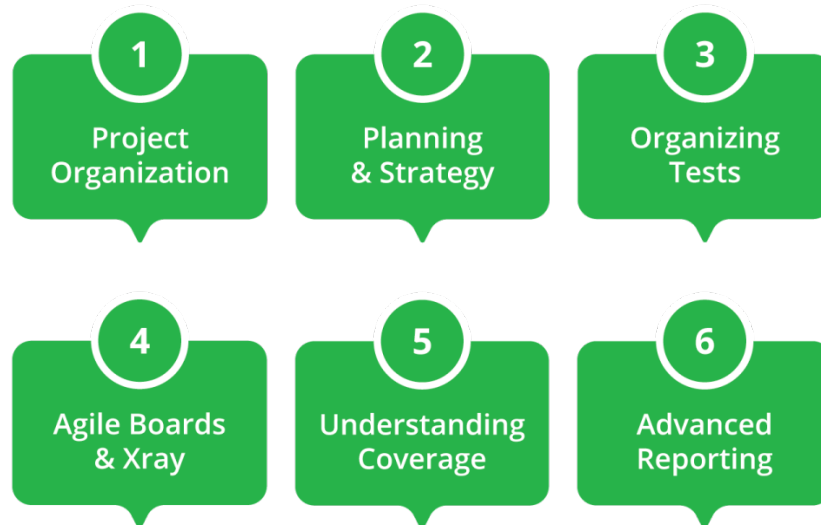 1
Project
Organization
2
Planning
& Strategy
3
Organizing
Tests
4
Agile Boards
& Xray
5
Understanding
Coverage
6
Advanced
Reporting